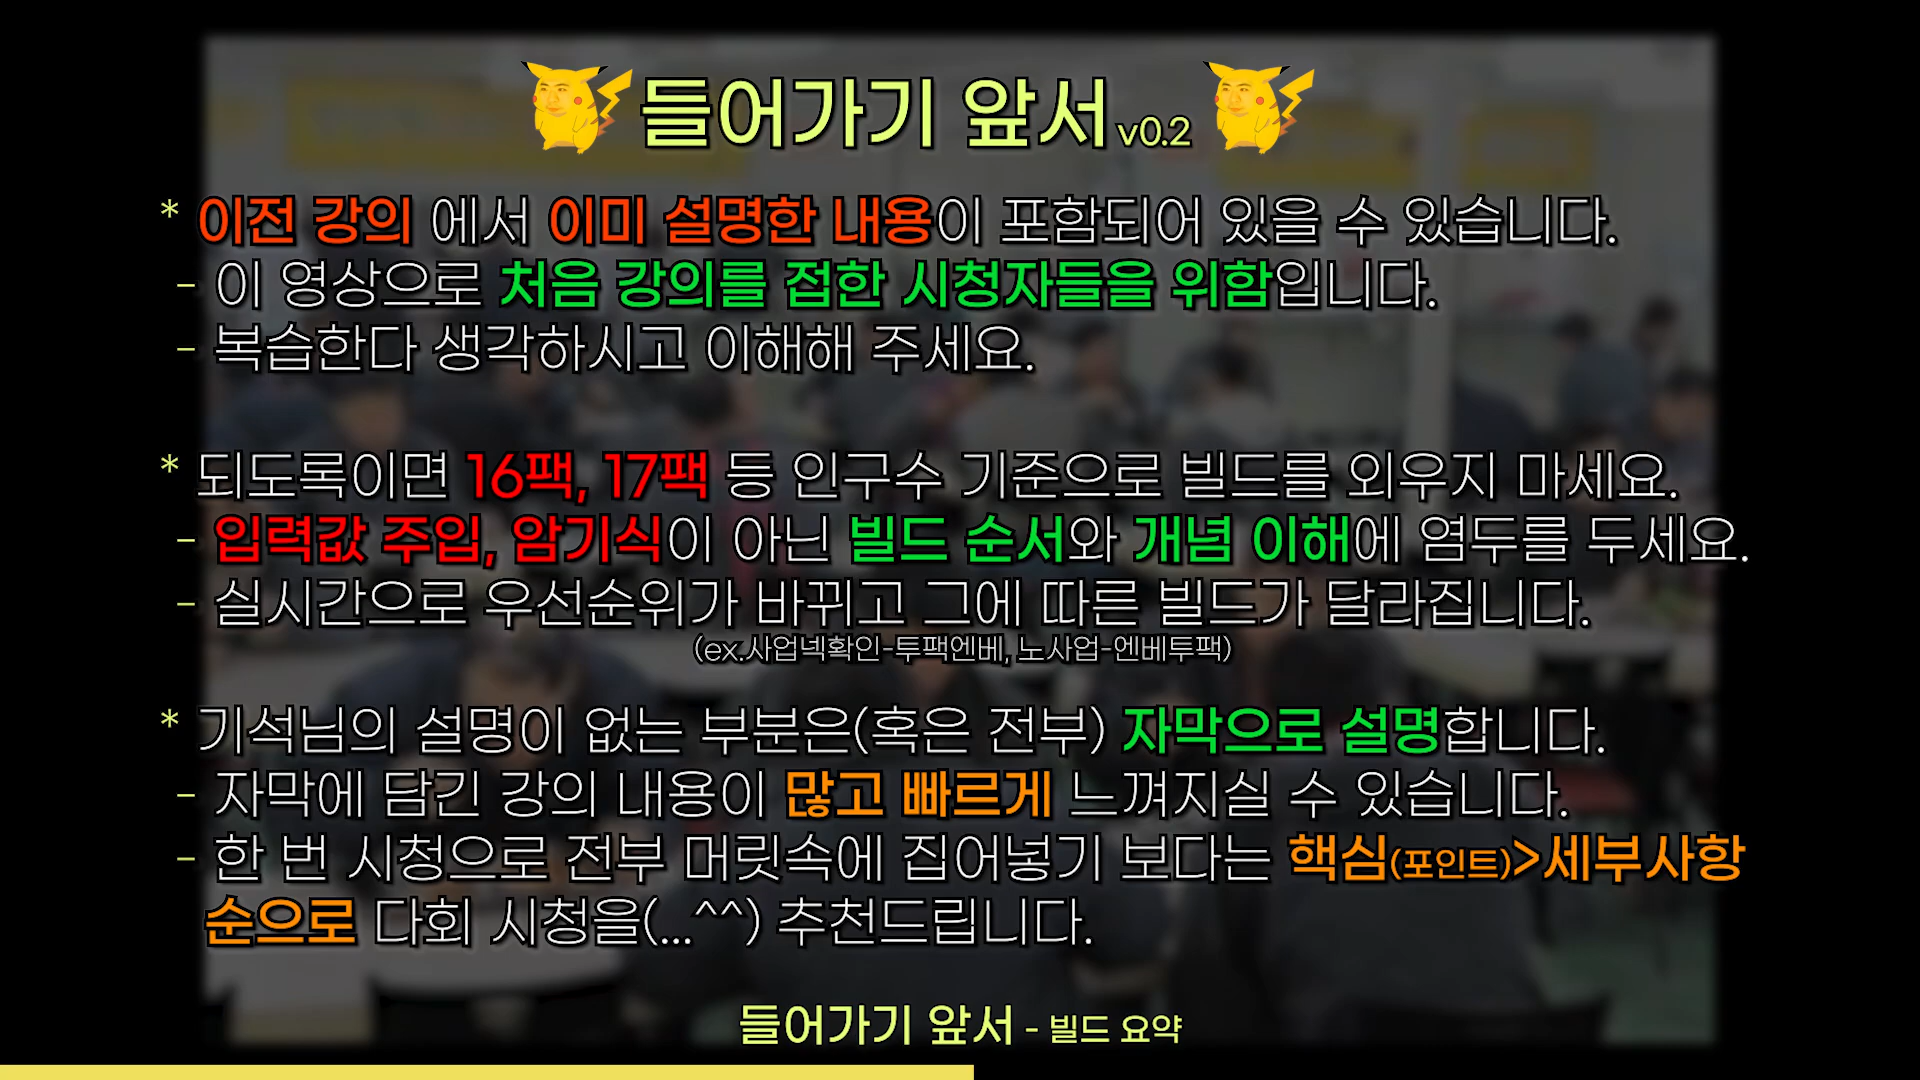 들어가기 앞서 v0.2
* 이전 강의 에서 이미 설명한 내용이 포함되어 있을 수 있습니다.
- 이 영상으로 처음 강의를 접한 시청자들을 위함입니다.
- 복습한다 생각하시고 이해해 주세요.
* 되도록이면 16팩, 17팩 등 인구수 기준으로 빌드를 외우지 마세요.
- 입력값 주입, 암기식이 아닌 빌드 순서와 개념 이해에 염두를 두세요.
- 실시간으로 우선순위가 바뀌고 그에 따른 빌드가 달라집니다.
(ex.사업넥확인-투팩엔베, 노사업-엔베투팩)
* 기석님의 설명이 없는 부분은(혹은 전부) 자막으로 설명합니다.
- 자막에 담긴 강의 내용이 많고 빠르게 느껴지실 수 있습니다.
- 한 번 시청으로 전부 머릿속에 집어넣기 보다는 핵심(포인트)>세부사항
순으로 다회 시청을(...^^) 추천드립니다.
들어가기 앞서 - 빌드 요약